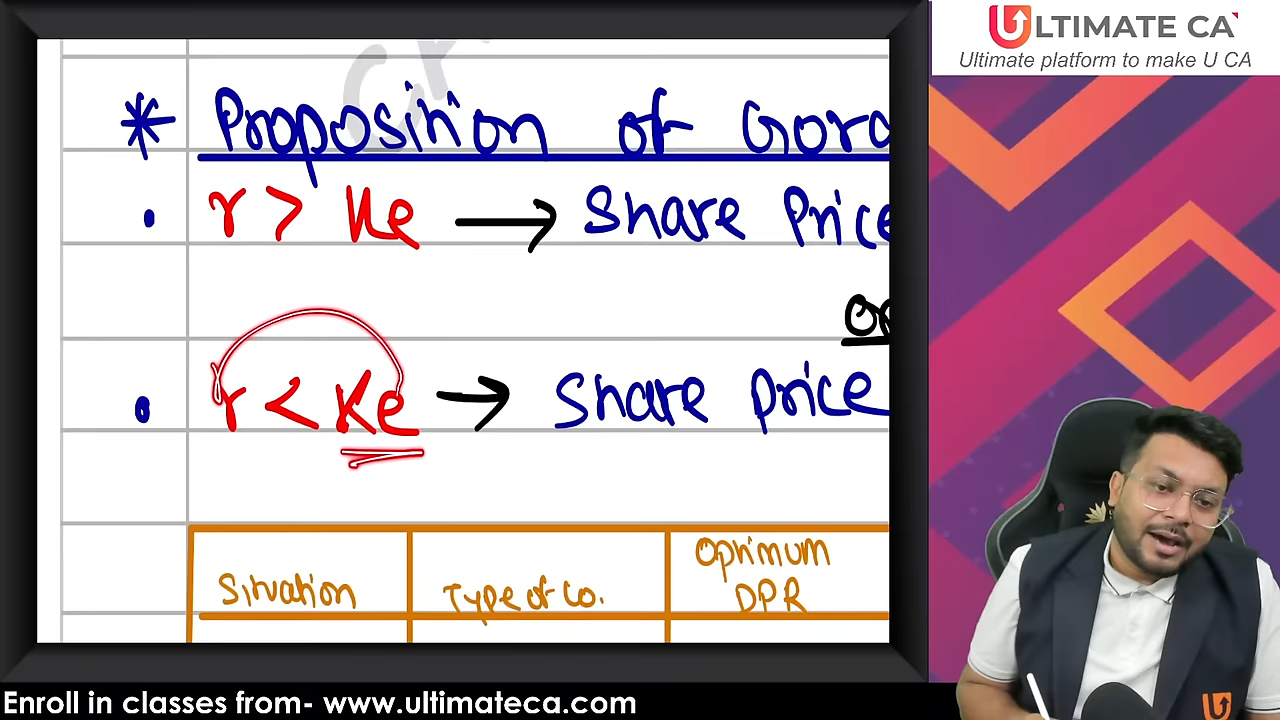 ULTIMATE CA
Ultimate platform to make U CA
* Proposition of Gord
• r > Ke → Share Price
• r < Ke → Share price
Situation
Type of Co.
Optimum
DPR
Enroll in classes from- www.ultimateca.com